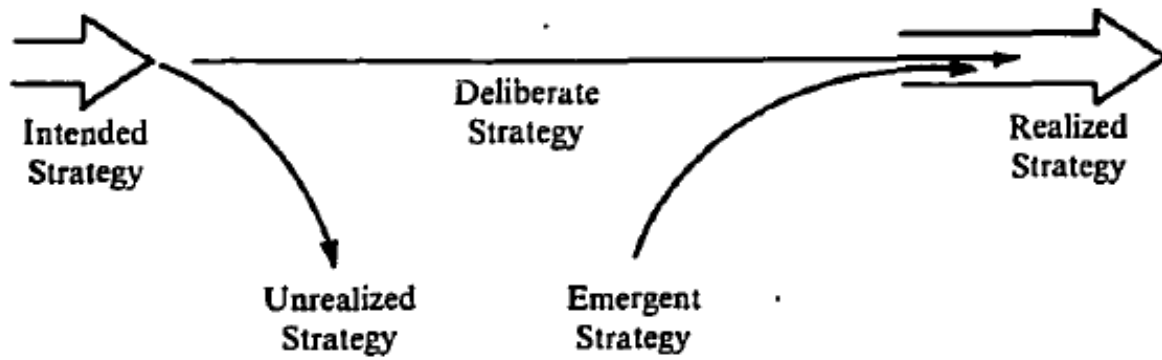 Deliberate
Strategy
Intended
Strategy
Realized
Strategy
Unrealized
Strategy
Emergent
Strategy